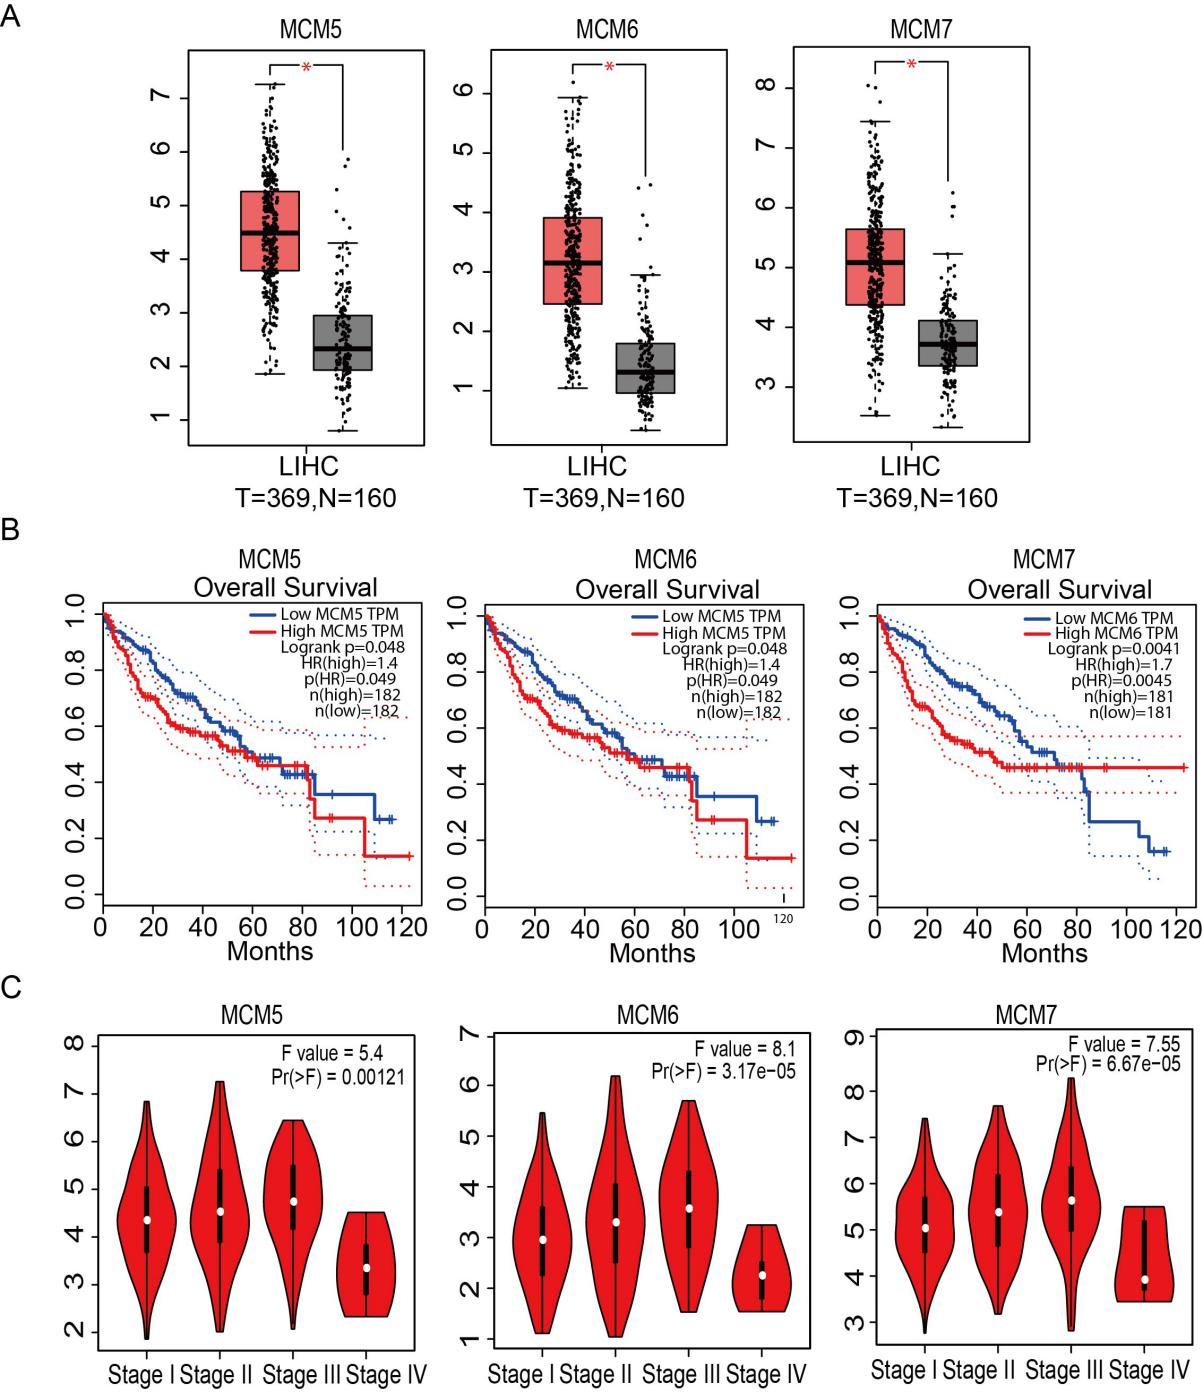 A
MCM5 MCM6 MCM7
* * *
7 6 5 4 3 2 1
6 5 4 3 2 1
8 7 6 5 4 3
LIHC LIHC LIHC
T=369,N=160 T=369,N=160 T=369,N=160
B
MCM5
Overall Survival
Low MCM5 TPM
High MCM5 TPM
Logrank p=0.048
HR(high)=1.4
p(HR)=0.049
n(high)=182
n(low)=182
1.0 0.8 0.6 0.4 0.2 0.0
0 20 40 60 80 100 120
Months
MCM6
Overall Survival
Low MCM5 TPM
High MCM5 TPM
Logrank p=0.048
HR(high)=1.4
p(HR)=0.049
n(high)=182
n(low)=182
1.0 0.8 0.6 0.4 0.2 0.0
0 20 40 60 80 100 120
Months
MCM7
Overall Survival
Low MCM6 TPM
High MCM6 TPM
Logrank p=0.0041
HR(high)=1.7
p(HR)=0.0045
n(high)=181
n(low)=181
1.0 0.8 0.6 0.4 0.2 0.0
0 20 40 60 80 100 120
Months
C
MCM5
F value = 5.4
Pr(>F) = 0.00121
8 7 6 5 4 3 2
Stage I Stage II Stage III Stage IV
MCM6
F value = 8.1
Pr(>F) = 3.17e−05
7 6 5 4 3 2 1
Stage I Stage II Stage III Stage IV
MCM7
F value = 7.55
Pr(>F) = 6.67e−05
9 8 7 6 5 4 3
Stage I Stage II Stage III Stage IV